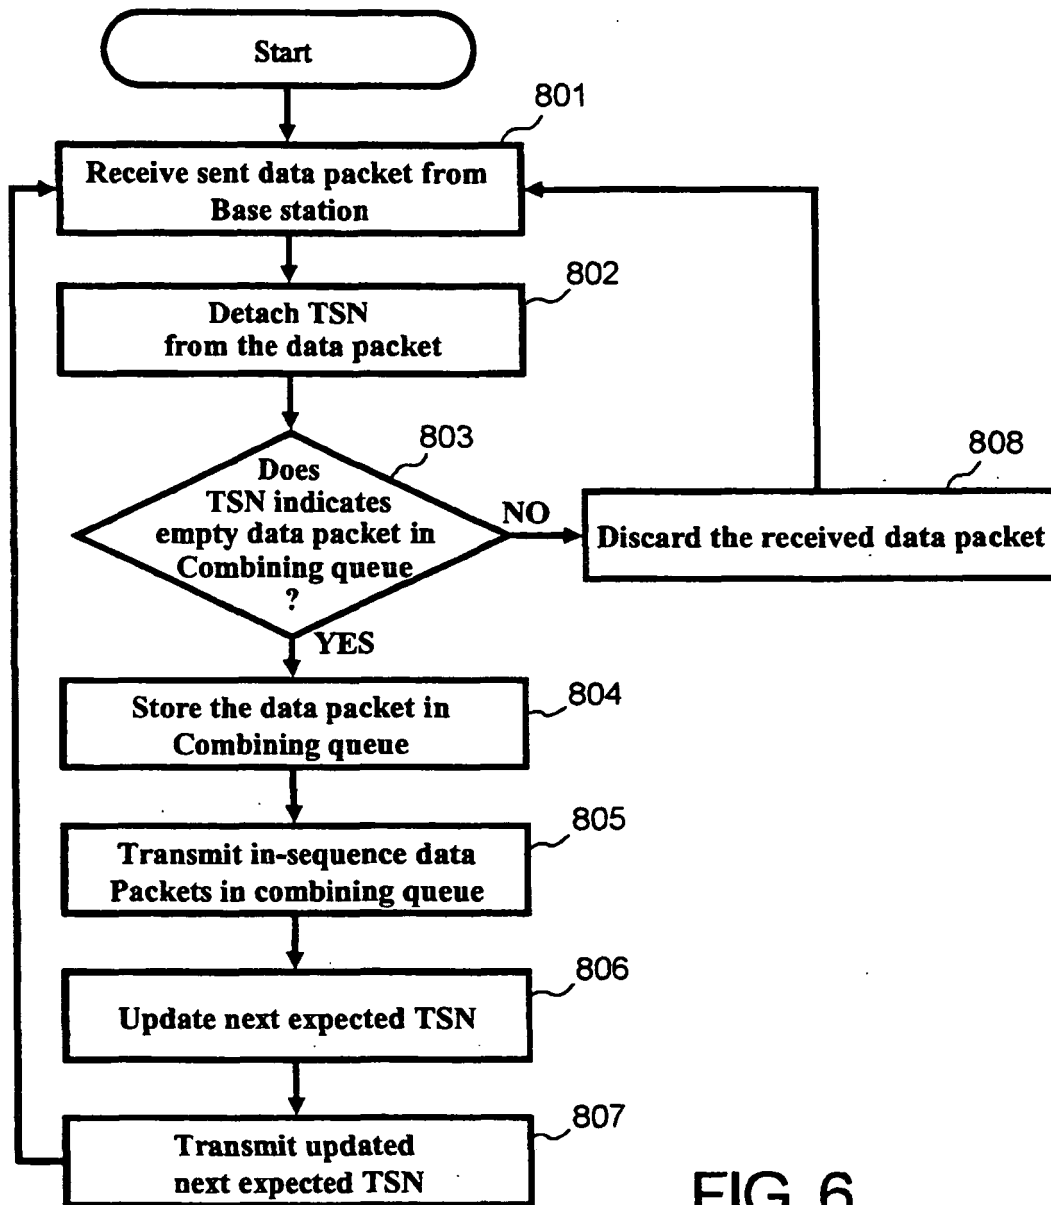 Start
801
Receive sent data packet from
Base station
802
Detach TSN
from the data packet
803
Does
TSN indicates
empty data packet in
Combining queue
?
NO
808
Discard the received data packet
YES
804
Store the data packet in
Combining queue
805
Transmit in-sequence data
Packets in combining queue
806
Update next expected TSN
807
Transmit updated
next expected TSN
FIG. 6